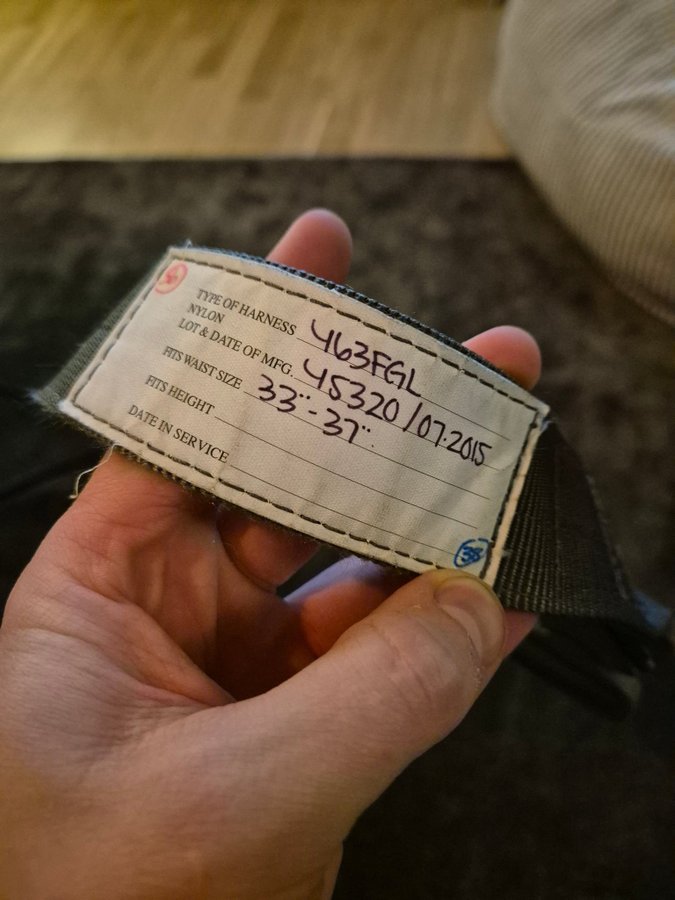 TYPE OF HARNESS 463FGL
NYLON
LOT & DATE OF MFG. 45320/07.2015
FITS WAIST SIZE 33" - 37"
FITS HEIGHT
DATE IN SERVICE